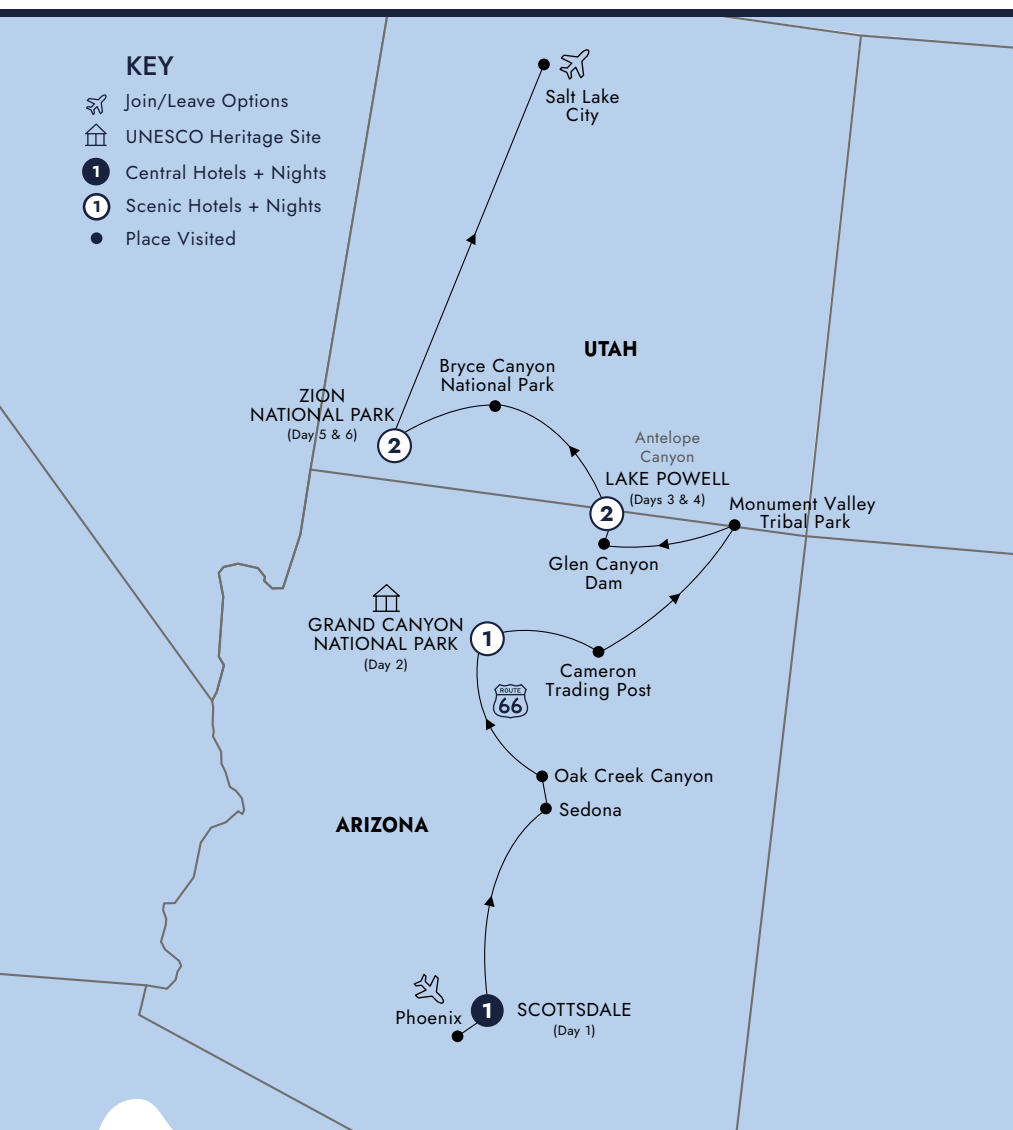 KEY
Join/Leave Options
UNESCO Heritage Site
1 Central Hotels + Nights
1 Scenic Hotels + Nights
Place Visited
Salt Lake
City
UTAH
Bryce Canyon
National Park
ZION
NATIONAL PARK
(Day 5 & 6)
2
Antelope
Canyon
LAKE POWELL
(Days 3 & 4)
2
Monument Valley
Tribal Park
Glen Canyon
Dam
GRAND CANYON
NATIONAL PARK
(Day 2)
1
Cameron
Trading Post
ROUTE
66
Oak Creek Canyon
Sedona
ARIZONA
Phoenix
1
SCOTTSDALE
(Day 1)